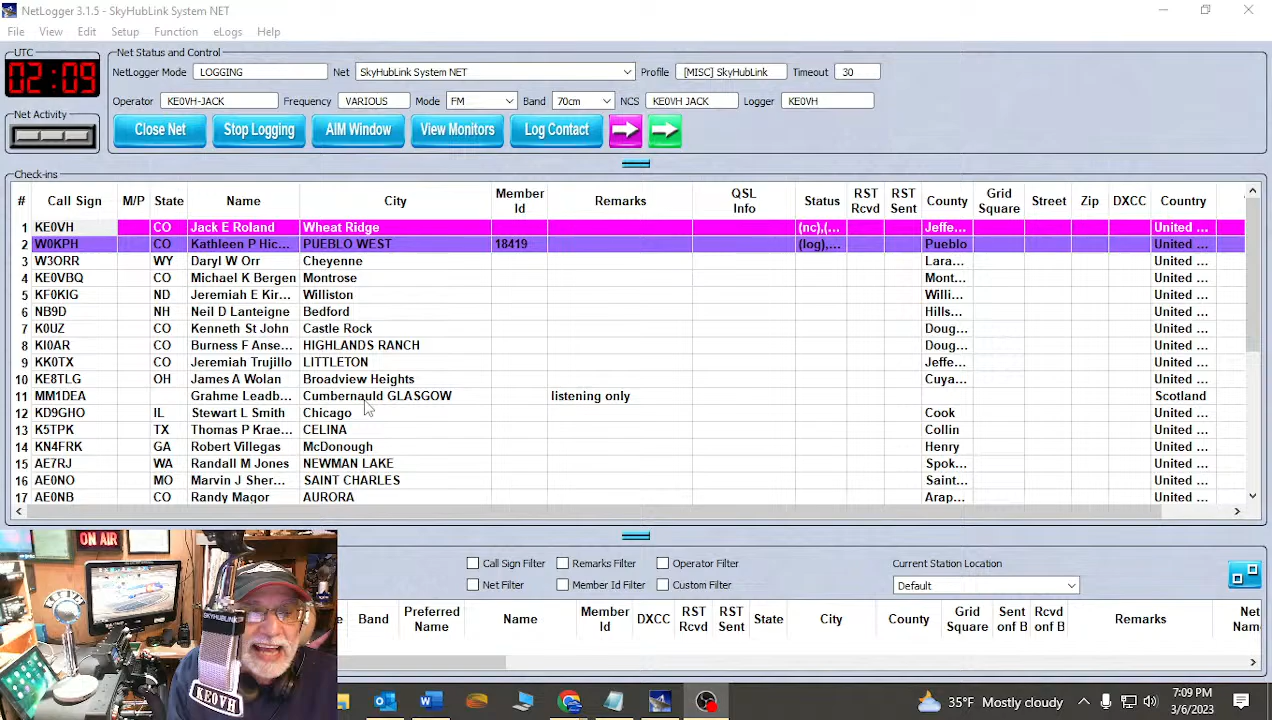 NetLogger 3.1.5 - SkyHubLink System NET
File View Edit Setup Function eLogs Help
UTC
02:09
Net Activity
Net Status and Control
NetLogger Mode LOGGING Net SkyHubLink System NET Profile [MISC] SkyHubLink Timeout 30
Operator KE0VH-JACK Frequency VARIOUS Mode FM Band 70cm NCS KE0VH JACK Logger KE0VH
Close Net Stop Logging AIM Window View Monitors Log Contact
Check-ins
# Call Sign M/P State Name City Member Id Remarks QSL Info Status RST Rcvd RST Sent County Grid Square Street Zip DXCC Country
1 KE0VH CO Jack E Roland Wheat Ridge (nc),(... Jeffe... United ...
2 W0KPH CO Kathleen P Hic... PUEBLO WEST 18419 (log),... Pueblo United ...
3 W3ORR WY Daryl W Orr Cheyenne Lara... United ...
4 KE0VBQ CO Michael K Bergen Montrose Mont... United ...
5 KF0KIG ND Jeremiah E Kir... Williston Willi... United ...
6 NB9D NH Neil D Lanteigne Bedford Hills... United ...
7 K0UZ CO Kenneth St John Castle Rock Doug... United ...
8 KI0AR CO Burness F Anse... HIGHLANDS RANCH Doug... United ...
9 KK0TX CO Jeremiah Trujillo LITTLETON Jeffe... United ...
10 KE8TLG OH James A Wolan Broadview Heights Cuya... United ...
11 MM1DEA Grahme Leadb... Cumbernauld GLASGOW listening only Scotland
12 KD9GHO IL Stewart L Smith Chicago Cook United ...
13 K5TPK TX Thomas P Krae... CELINA Collin United ...
14 KN4FRK GA Robert Villegas McDonough Henry United ...
15 AE7RJ WA Randall M Jones NEWMAN LAKE Spok... United ...
16 AE0NO MO Marvin J Sher... SAINT CHARLES Saint... United ...
17 AE0NB CO Randy Magor AURORA Arap... United ...
Call Sign Filter Remarks Filter Operator Filter Current Station Location
Net Filter Member Id Filter Custom Filter Default
e Band Preferred Name Name Member Id DXCC RST Rcvd RST Sent State City County Grid Square Sent onf B Rcvd onf B Remarks Net Name
ON AIR
SKYHUBLINK
KE0VH
35°F Mostly cloudy
7:09 PM
3/6/2023